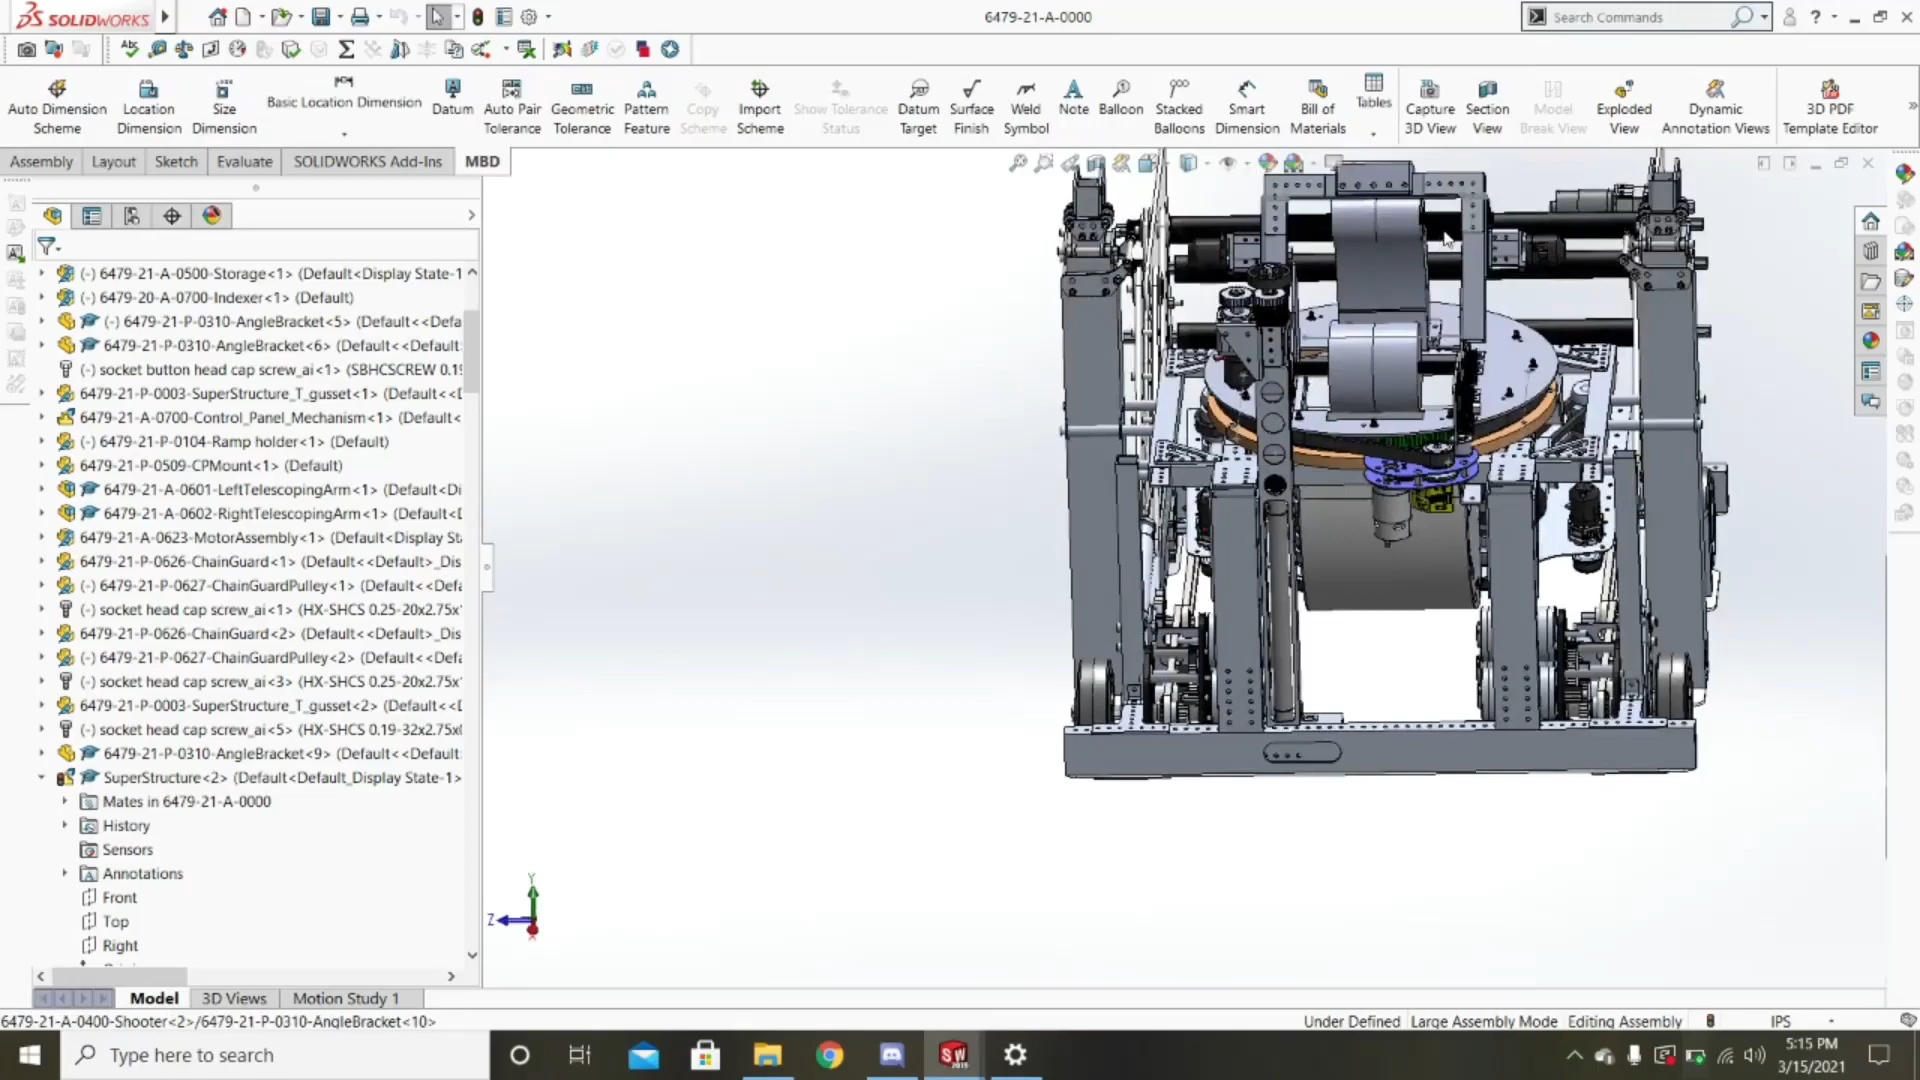 SOLIDWORKS
6479-21-A-0000
Search Commands
Auto Dimension Scheme
Location Dimension
Size Dimension
Basic Location Dimension
Datum
Auto Pair Tolerance
Geometric Tolerance
Pattern Feature
Copy Scheme
Import Scheme
Show Tolerance Status
Datum Target
Surface Finish
Weld Symbol
Note
Balloon
Stacked Balloons
Smart Dimension
Bill of Materials
Tables
Capture 3D View
Section View
Model Break View
Exploded View
Dynamic Annotation Views
3D PDF Template Editor
Assembly
Layout
Sketch
Evaluate
SOLIDWORKS Add-Ins
MBD
(-) 6479-21-A-0500-Storage<1> (Default<Display State-1
(-) 6479-20-A-0700-Indexer<1> (Default)
(-) 6479-21-P-0310-AngleBracket<5> (Default<<Defa
6479-21-P-0310-AngleBracket<6> (Default<<Default
(-) socket button head cap screw_ai<1> (SBHCSCREW 0.19
6479-21-P-0003-SuperStructure_T_gusset<1> (Default<<D
6479-21-A-0700-Control_Panel_Mechanism<1> (Default<
(-) 6479-21-P-0104-Ramp holder<1> (Default)
6479-21-P-0509-CPMount<1> (Default)
6479-21-A-0601-LeftTelescopingArm<1> (Default<Di
6479-21-A-0602-RightTelescopingArm<1> (Default<D
6479-21-A-0623-MotorAssembly<1> (Default<Display St
6479-21-P-0626-ChainGuard<1> (Default<<Default>_Dis
(-) 6479-21-P-0627-ChainGuardPulley<1> (Default<<Defa
(-) socket head cap screw_ai<1> (HX-SHCS 0.25-20x2.75x
6479-21-P-0626-ChainGuard<2> (Default<<Default>_Dis
(-) 6479-21-P-0627-ChainGuardPulley<2> (Default<<Defa
(-) socket head cap screw_ai<3> (HX-SHCS 0.25-20x2.75x
6479-21-P-0003-SuperStructure_T_gusset<2> (Default<<D
(-) socket head cap screw_ai<5> (HX-SHCS 0.19-32x2.75x
6479-21-P-0310-AngleBracket<9> (Default<<Default
SuperStructure<2> (Default<Default_Display State-1>
Mates in 6479-21-A-0000
History
Sensors
Annotations
Front
Top
Right
Y
Z
X
Model
3D Views
Motion Study 1
6479-21-A-0400-Shooter<2>/6479-21-P-0310-AngleBracket<10>
Under Defined
Large Assembly Mode
Editing Assembly
IPS
Type here to search
SW
2019
5:15 PM
3/15/2021